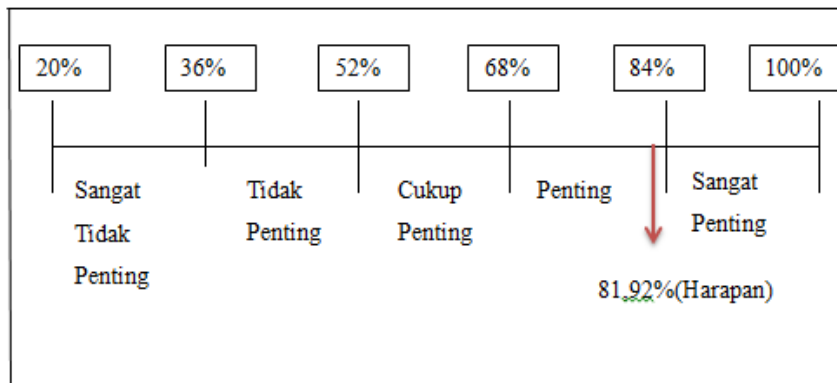 20% 36% 52% 68% 84% 100%
Sangat Tidak Penting
Tidak Penting
Cukup Penting
Penting
Sangat Penting
81,92%(Harapan)